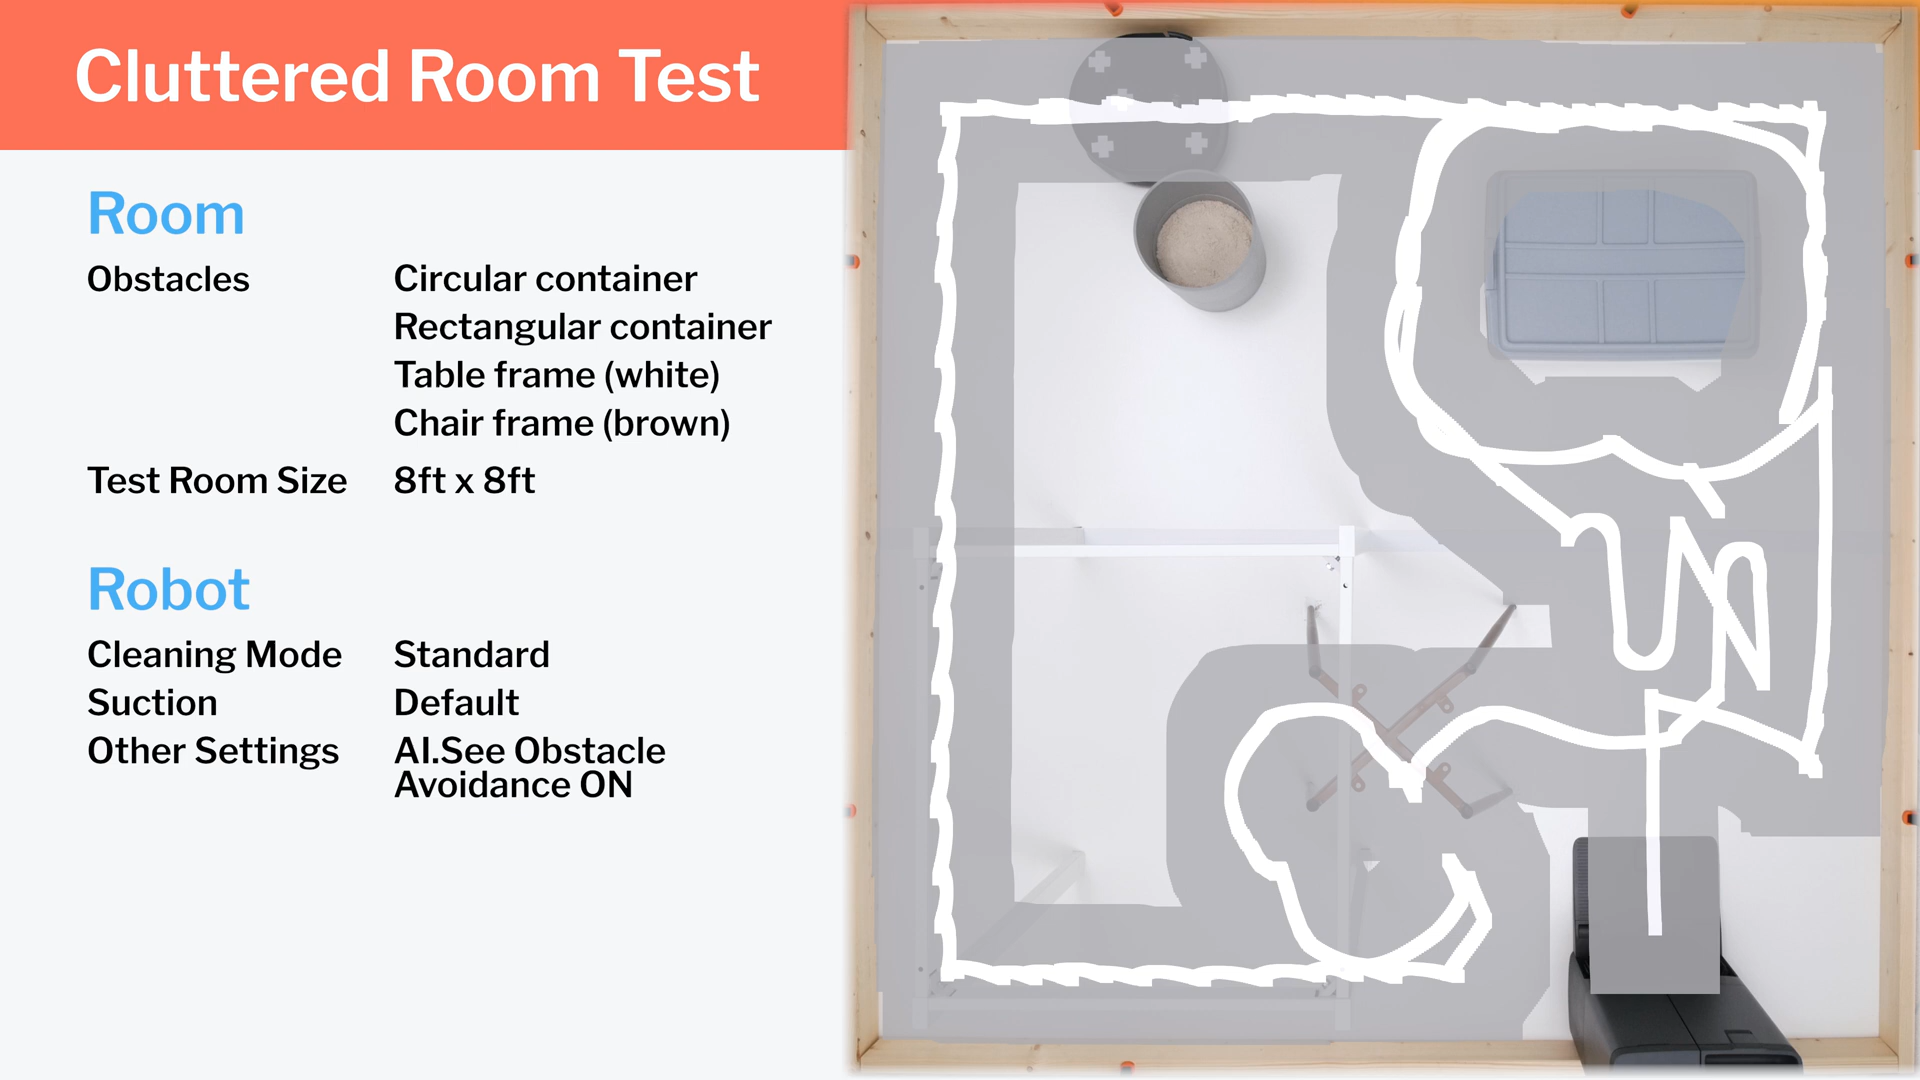 Cluttered Room Test
Room
Obstacles Circular container
Rectangular container
Table frame (white)
Chair frame (brown)
Test Room Size 8ft x 8ft
Robot
Cleaning Mode Standard
Suction Default
Other Settings AI.See Obstacle
Avoidance ON